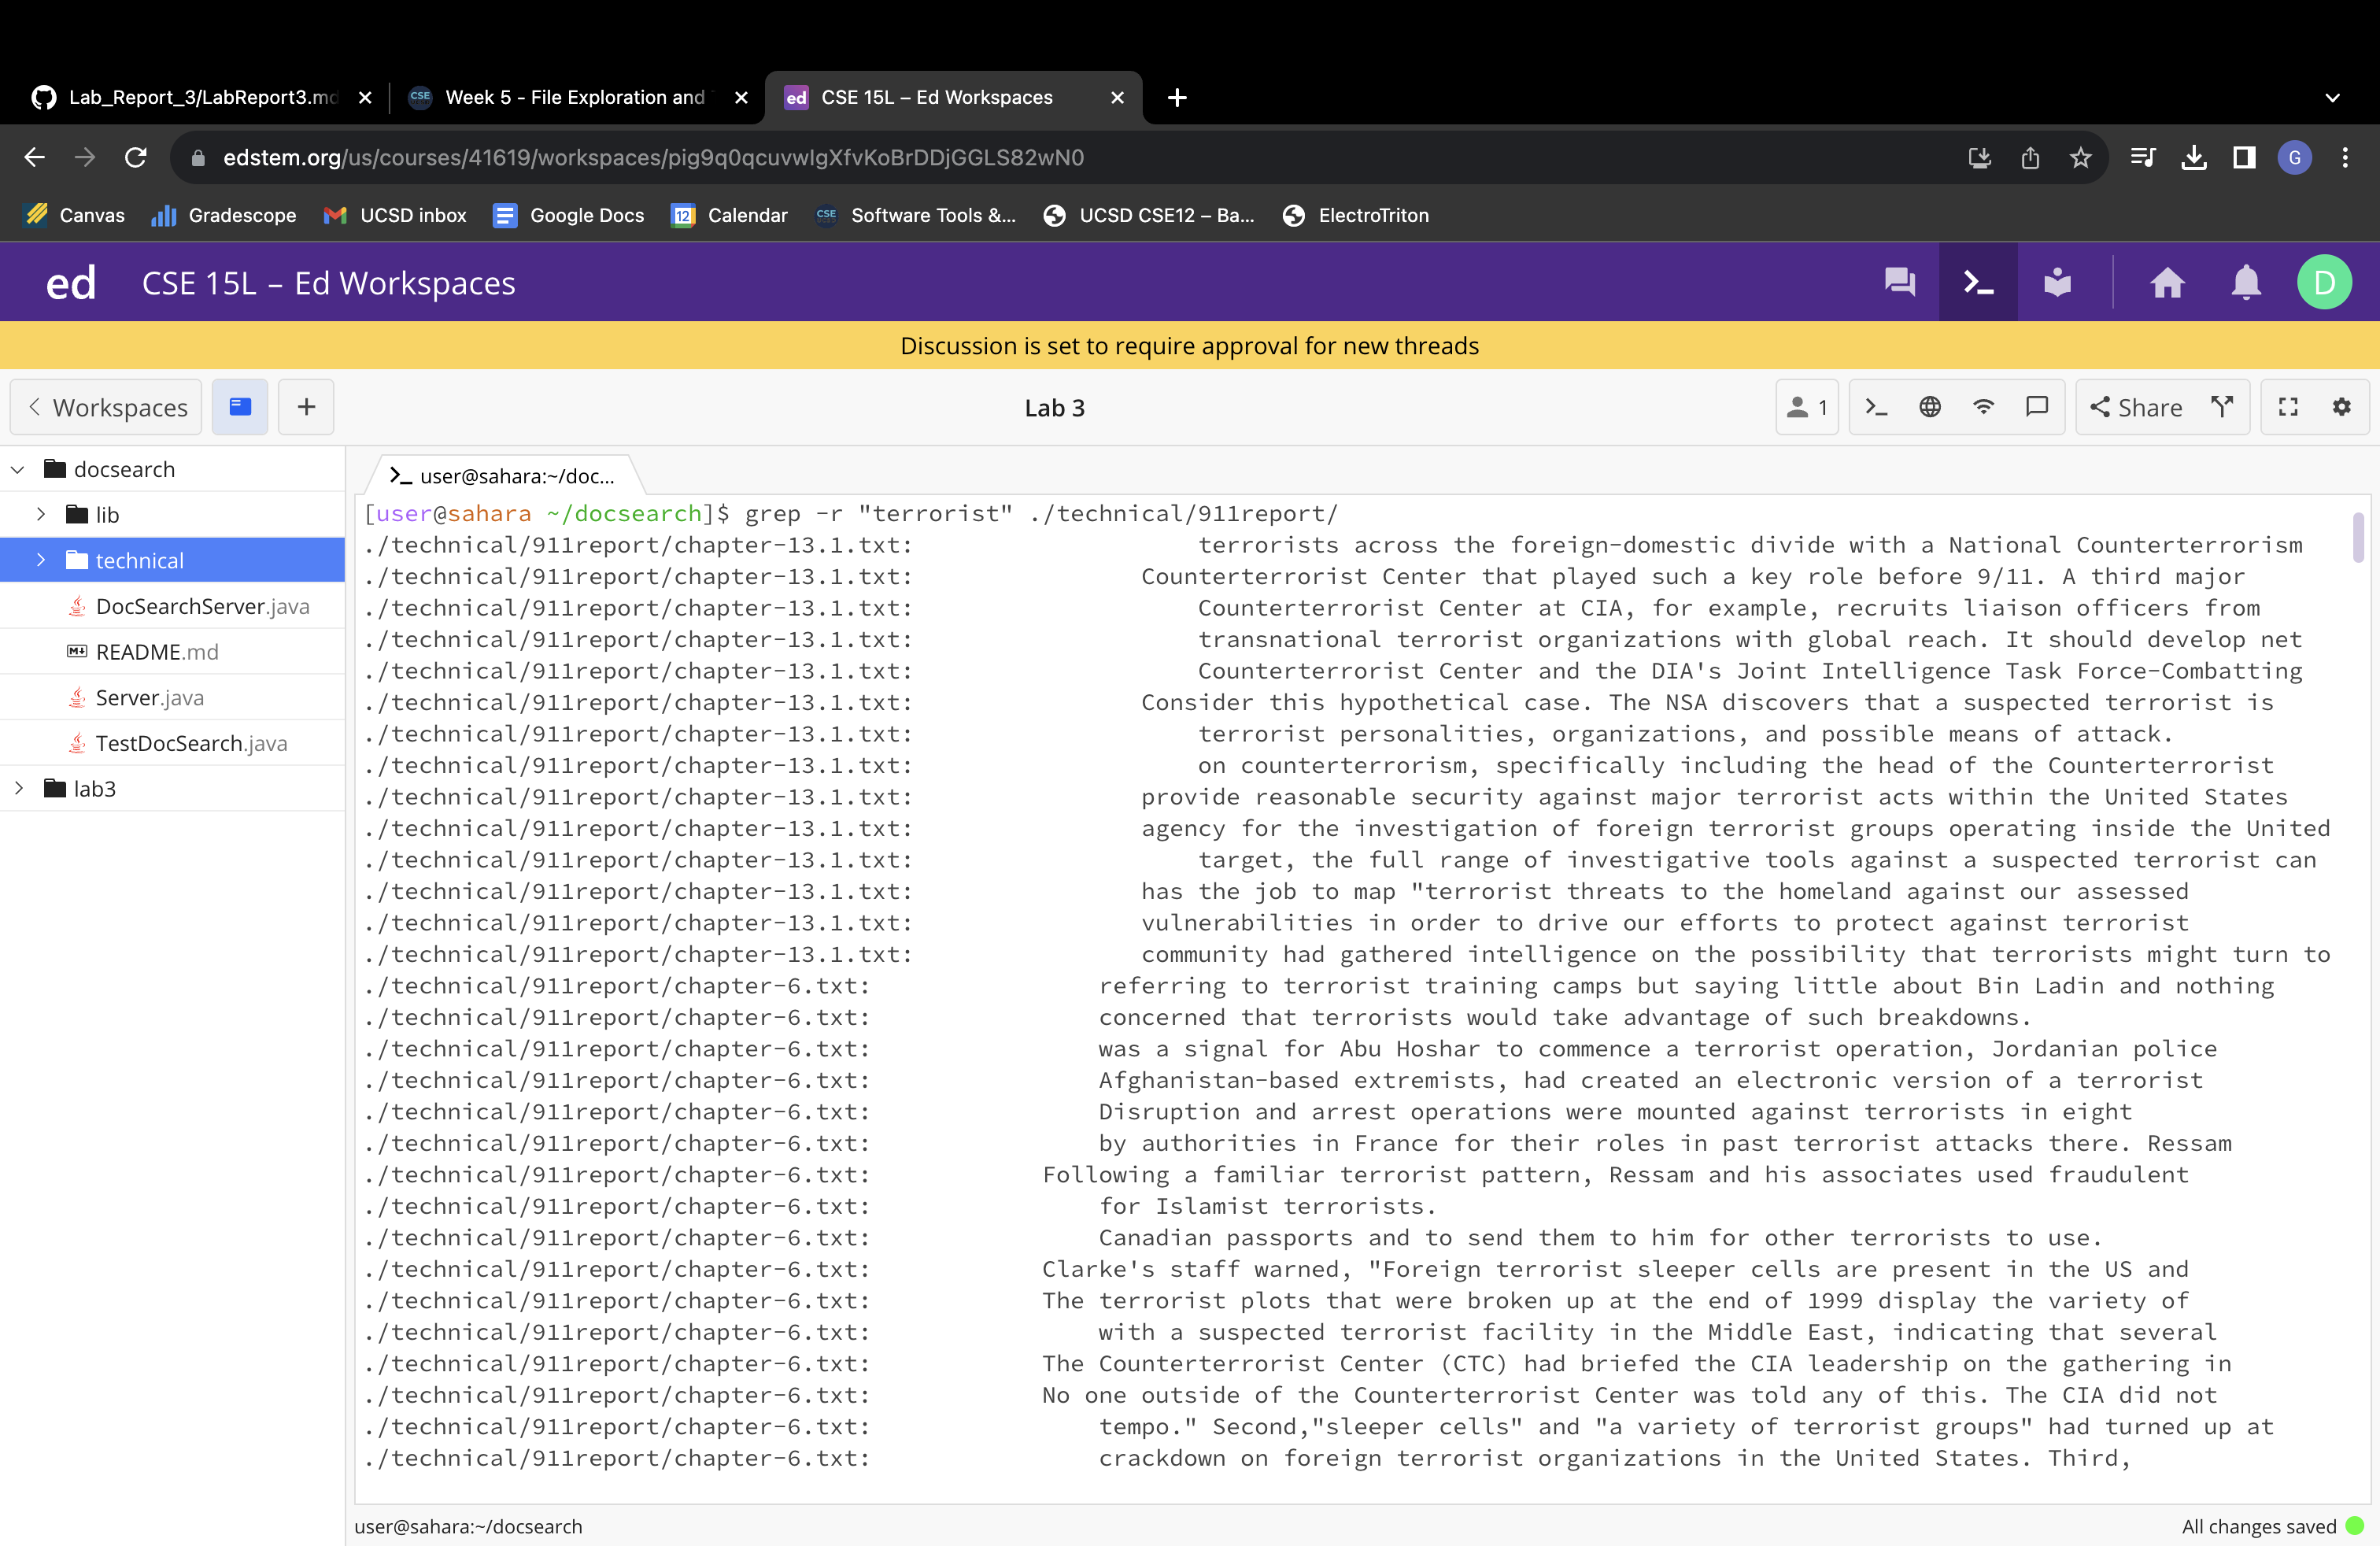 Lab_Report_3/LabReport3.md
Week 5 - File Exploration and
ed CSE 15L – Ed Workspaces
edstem.org/us/courses/41619/workspaces/pig9q0qcuvwIgXfvKoBrDDjGGLS82wN0
G
Canvas Gradescope UCSD inbox Google Docs 12 Calendar CSE Software Tools &... UCSD CSE12 – Ba... ElectroTriton
ed CSE 15L – Ed Workspaces D
Discussion is set to require approval for new threads
Workspaces Lab 3 1 Share
docsearch
lib
technical
DocSearchServer.java
README.md
Server.java
TestDocSearch.java
lab3
user@sahara:~/doc...
[user@sahara ~/docsearch]$ grep -r "terrorist" ./technical/911report/
./technical/911report/chapter-13.1.txt: terrorists across the foreign-domestic divide with a National Counterterrorism
./technical/911report/chapter-13.1.txt: Counterterrorist Center that played such a key role before 9/11. A third major
./technical/911report/chapter-13.1.txt: Counterterrorist Center at CIA, for example, recruits liaison officers from
./technical/911report/chapter-13.1.txt: transnational terrorist organizations with global reach. It should develop net
./technical/911report/chapter-13.1.txt: Counterterrorist Center and the DIA's Joint Intelligence Task Force-Combatting
./technical/911report/chapter-13.1.txt: Consider this hypothetical case. The NSA discovers that a suspected terrorist is
./technical/911report/chapter-13.1.txt: terrorist personalities, organizations, and possible means of attack.
./technical/911report/chapter-13.1.txt: on counterterrorism, specifically including the head of the Counterterrorist
./technical/911report/chapter-13.1.txt: provide reasonable security against major terrorist acts within the United States
./technical/911report/chapter-13.1.txt: agency for the investigation of foreign terrorist groups operating inside the United
./technical/911report/chapter-13.1.txt: target, the full range of investigative tools against a suspected terrorist can
./technical/911report/chapter-13.1.txt: has the job to map "terrorist threats to the homeland against our assessed
./technical/911report/chapter-13.1.txt: vulnerabilities in order to drive our efforts to protect against terrorist
./technical/911report/chapter-13.1.txt: community had gathered intelligence on the possibility that terrorists might turn to
./technical/911report/chapter-6.txt: referring to terrorist training camps but saying little about Bin Ladin and nothing
./technical/911report/chapter-6.txt: concerned that terrorists would take advantage of such breakdowns.
./technical/911report/chapter-6.txt: was a signal for Abu Hoshar to commence a terrorist operation, Jordanian police
./technical/911report/chapter-6.txt: Afghanistan-based extremists, had created an electronic version of a terrorist
./technical/911report/chapter-6.txt: Disruption and arrest operations were mounted against terrorists in eight
./technical/911report/chapter-6.txt: by authorities in France for their roles in past terrorist attacks there. Ressam
./technical/911report/chapter-6.txt: Following a familiar terrorist pattern, Ressam and his associates used fraudulent
./technical/911report/chapter-6.txt: for Islamist terrorists.
./technical/911report/chapter-6.txt: Canadian passports and to send them to him for other terrorists to use.
./technical/911report/chapter-6.txt: Clarke's staff warned, "Foreign terrorist sleeper cells are present in the US and
./technical/911report/chapter-6.txt: The terrorist plots that were broken up at the end of 1999 display the variety of
./technical/911report/chapter-6.txt: with a suspected terrorist facility in the Middle East, indicating that several
./technical/911report/chapter-6.txt: The Counterterrorist Center (CTC) had briefed the CIA leadership on the gathering in
./technical/911report/chapter-6.txt: No one outside of the Counterterrorist Center was told any of this. The CIA did not
./technical/911report/chapter-6.txt: tempo." Second,"sleeper cells" and "a variety of terrorist groups" had turned up at
./technical/911report/chapter-6.txt: crackdown on foreign terrorist organizations in the United States. Third,
user@sahara:~/docsearch All changes saved